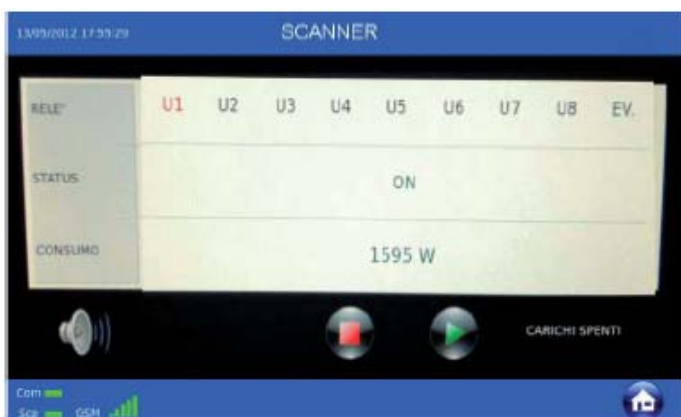 13/09/2012 17:59:29 SCANNER
RELE' U1 U2 U3 U4 U5 U6 U7 U8 EV.
STATUS ON
CONSUMO 1595 W
CARICHI SPENTI
Com
Sca GSM